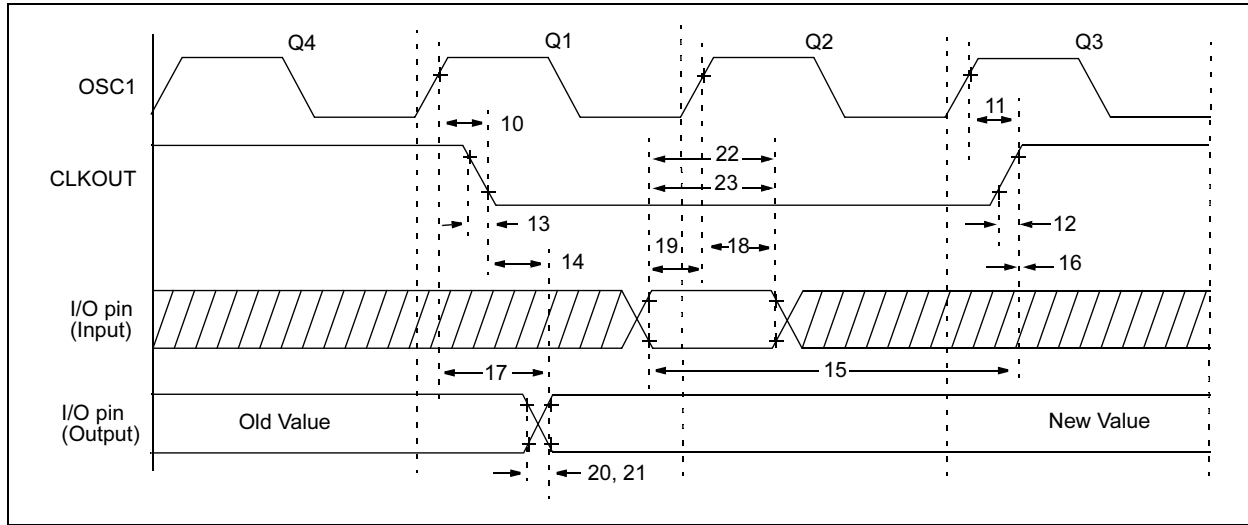 Q4 Q1 Q2 Q3
OSC1
10
11
CLKOUT
22
23
13
12
14
19
18
16
I/O pin
(Input)
17
15
I/O pin
(Output)
Old Value
New Value
20, 21